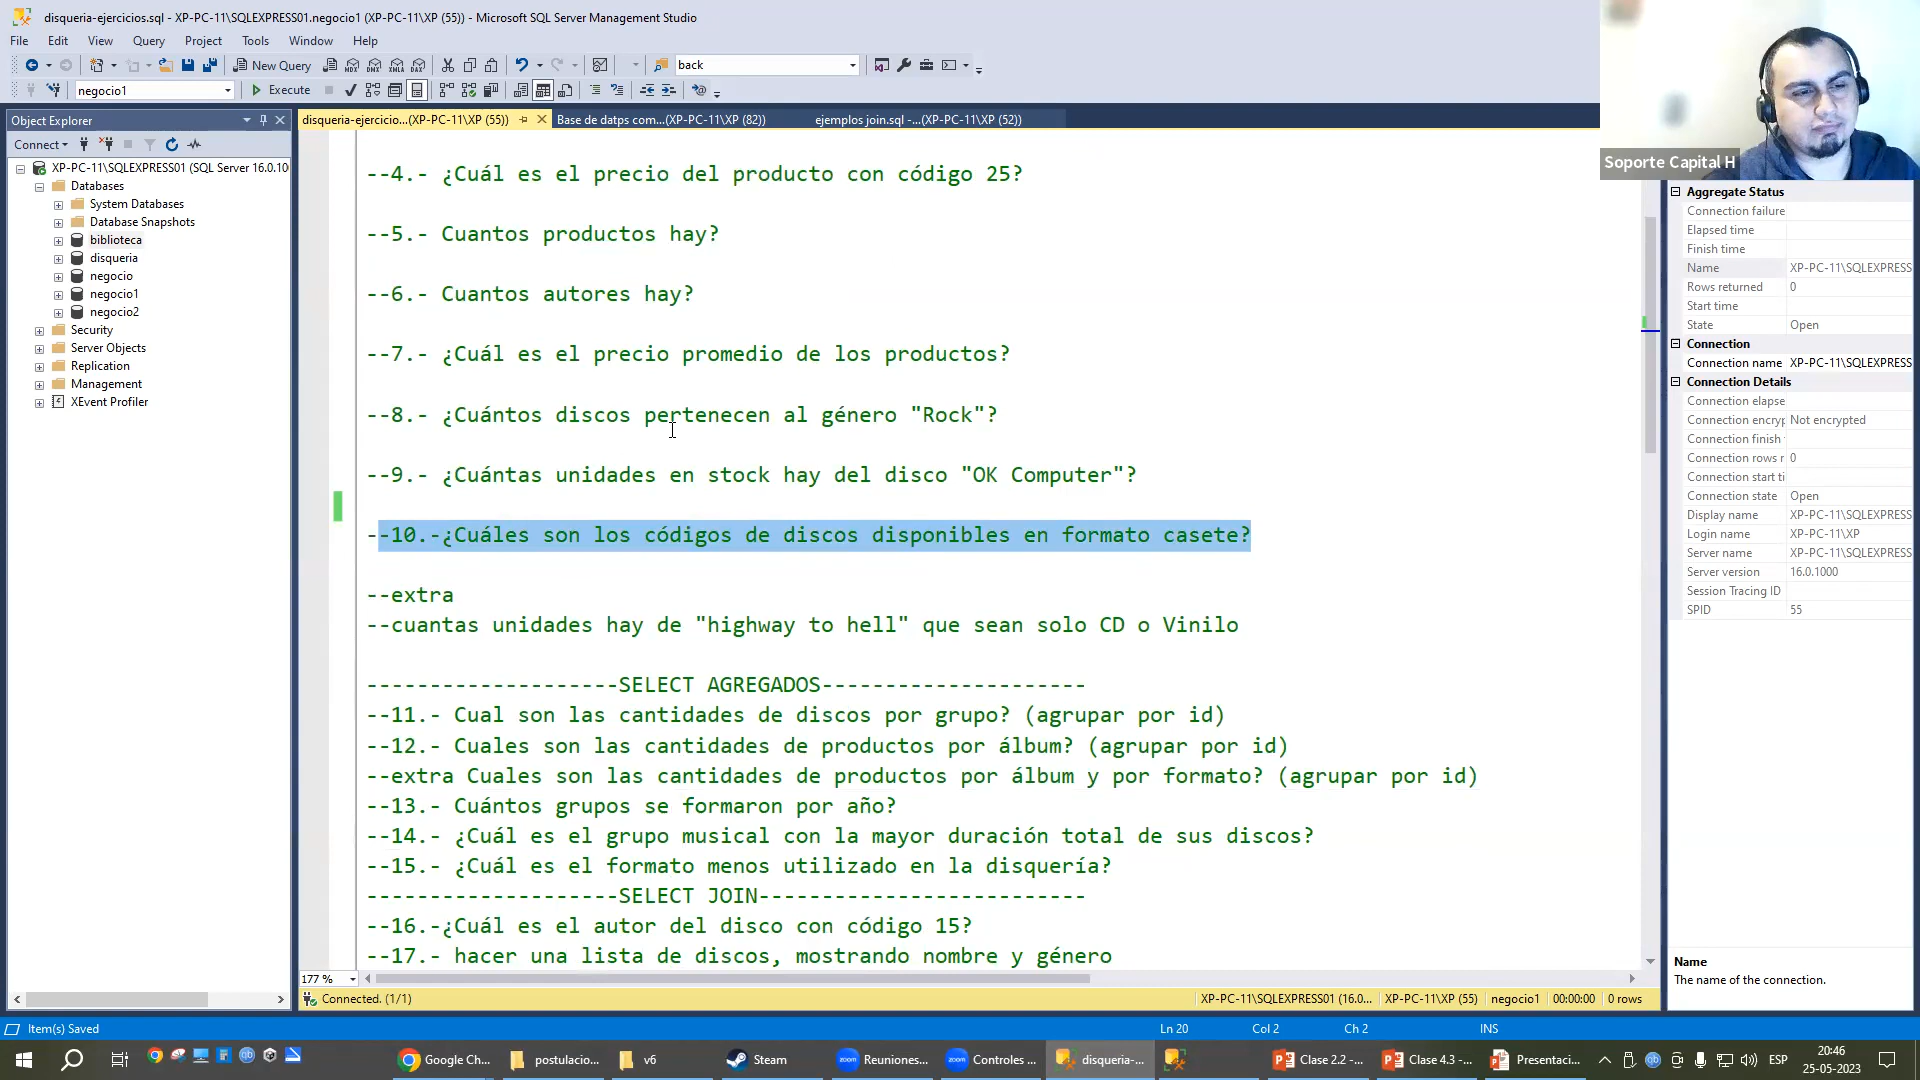 disqueria-ejercicios.sql - XP-PC-11\SQLEXPRESS01.negocio1 (XP-PC-11\XP (55)) - Microsoft SQL Server Management Studio
File Edit View Query Project Tools Window Help
New Query
back
negocio1
Execute
Object Explorer
disqueria-ejercicio...(XP-PC-11\XP (55))
Base de datps com...(XP-PC-11\XP (82))
ejemplos join.sql -...(XP-PC-11\XP (52))
Connect
XP-PC-11\SQLEXPRESS01 (SQL Server 16.0.10
Databases
System Databases
Database Snapshots
biblioteca
disqueria
negocio
negocio1
negocio2
Security
Server Objects
Replication
Management
XEvent Profiler
--4.- ¿Cuál es el precio del producto con código 25?
--5.- Cuantos productos hay?
--6.- Cuantos autores hay?
--7.- ¿Cuál es el precio promedio de los productos?
--8.- ¿Cuántos discos pertenecen al género "Rock"?
--9.- ¿Cuántas unidades en stock hay del disco "OK Computer"?
--10.-¿Cuáles son los códigos de discos disponibles en formato casete?
--extra
--cuantas unidades hay de "highway to hell" que sean solo CD o Vinilo
--------------------SELECT AGREGADOS---------------------
--11.- Cual son las cantidades de discos por grupo? (agrupar por id)
--12.- Cuales son las cantidades de productos por álbum? (agrupar por id)
--extra Cuales son las cantidades de productos por álbum y por formato? (agrupar por id)
--13.- Cuántos grupos se formaron por año?
--14.- ¿Cuál es el grupo musical con la mayor duración total de sus discos?
--15.- ¿Cuál es el formato menos utilizado en la disquería?
--------------------SELECT JOIN--------------------------
--16.-¿Cuál es el autor del disco con código 15?
--17.- hacer una lista de discos, mostrando nombre y género
177 %
Connected. (1/1)
XP-PC-11\SQLEXPRESS01 (16.0...
XP-PC-11\XP (55)
negocio1
00:00:00
0 rows
Soporte Capital H
Aggregate Status
Connection failure
Elapsed time
Finish time
Name XP-PC-11\SQLEXPRESS
Rows returned 0
Start time
State Open
Connection
Connection name XP-PC-11\SQLEXPRESS
Connection Details
Connection elapse
Connection encryp Not encrypted
Connection finish
Connection rows r 0
Connection start ti
Connection state Open
Display name XP-PC-11\SQLEXPRESS
Login name XP-PC-11\XP
Server name XP-PC-11\SQLEXPRESS
Server version 16.0.1000
Session Tracing ID
SPID 55
Name
The name of the connection.
Item(s) Saved
Ln 20
Col 2
Ch 2
INS
Google Ch...
postulacio...
v6
Steam
zoom
Reuniones...
zoom
Controles ...
disqueria-...
Clase 2.2 -...
Clase 4.3 -...
Presentaci...
ESP
20:46
25-05-2023